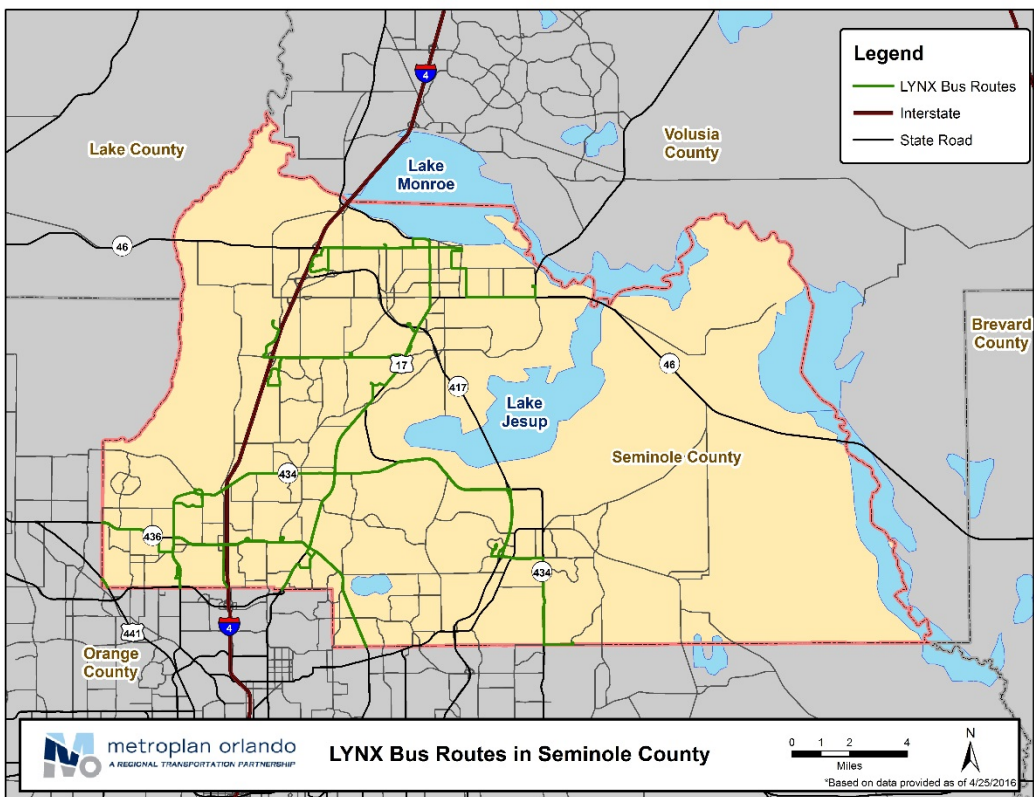 4
Legend
LYNX Bus Routes
Interstate
State Road
Lake County
Volusia
County
Lake
Monroe
46
Brevard
County
17
46
417
Lake
Jesup
Seminole County
434
436
434
4
441
Orange
County
metroplan orlando
A REGIONAL TRANSPORTATION PARTNERSHIP
LYNX Bus Routes in Seminole County
0 1 2 4
Miles
N
*Based on data provided as of 4/25/2016